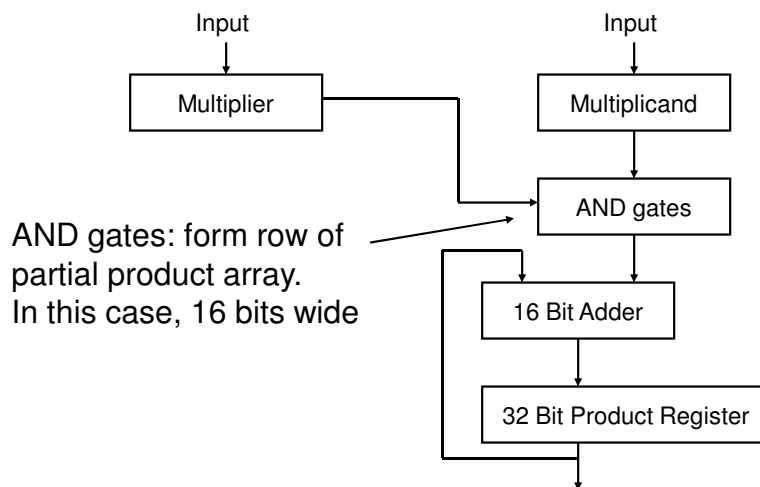 Input
Input
Multiplier
Multiplicand
AND gates
AND gates: form row of
partial product array.
In this case, 16 bits wide
16 Bit Adder
32 Bit Product Register